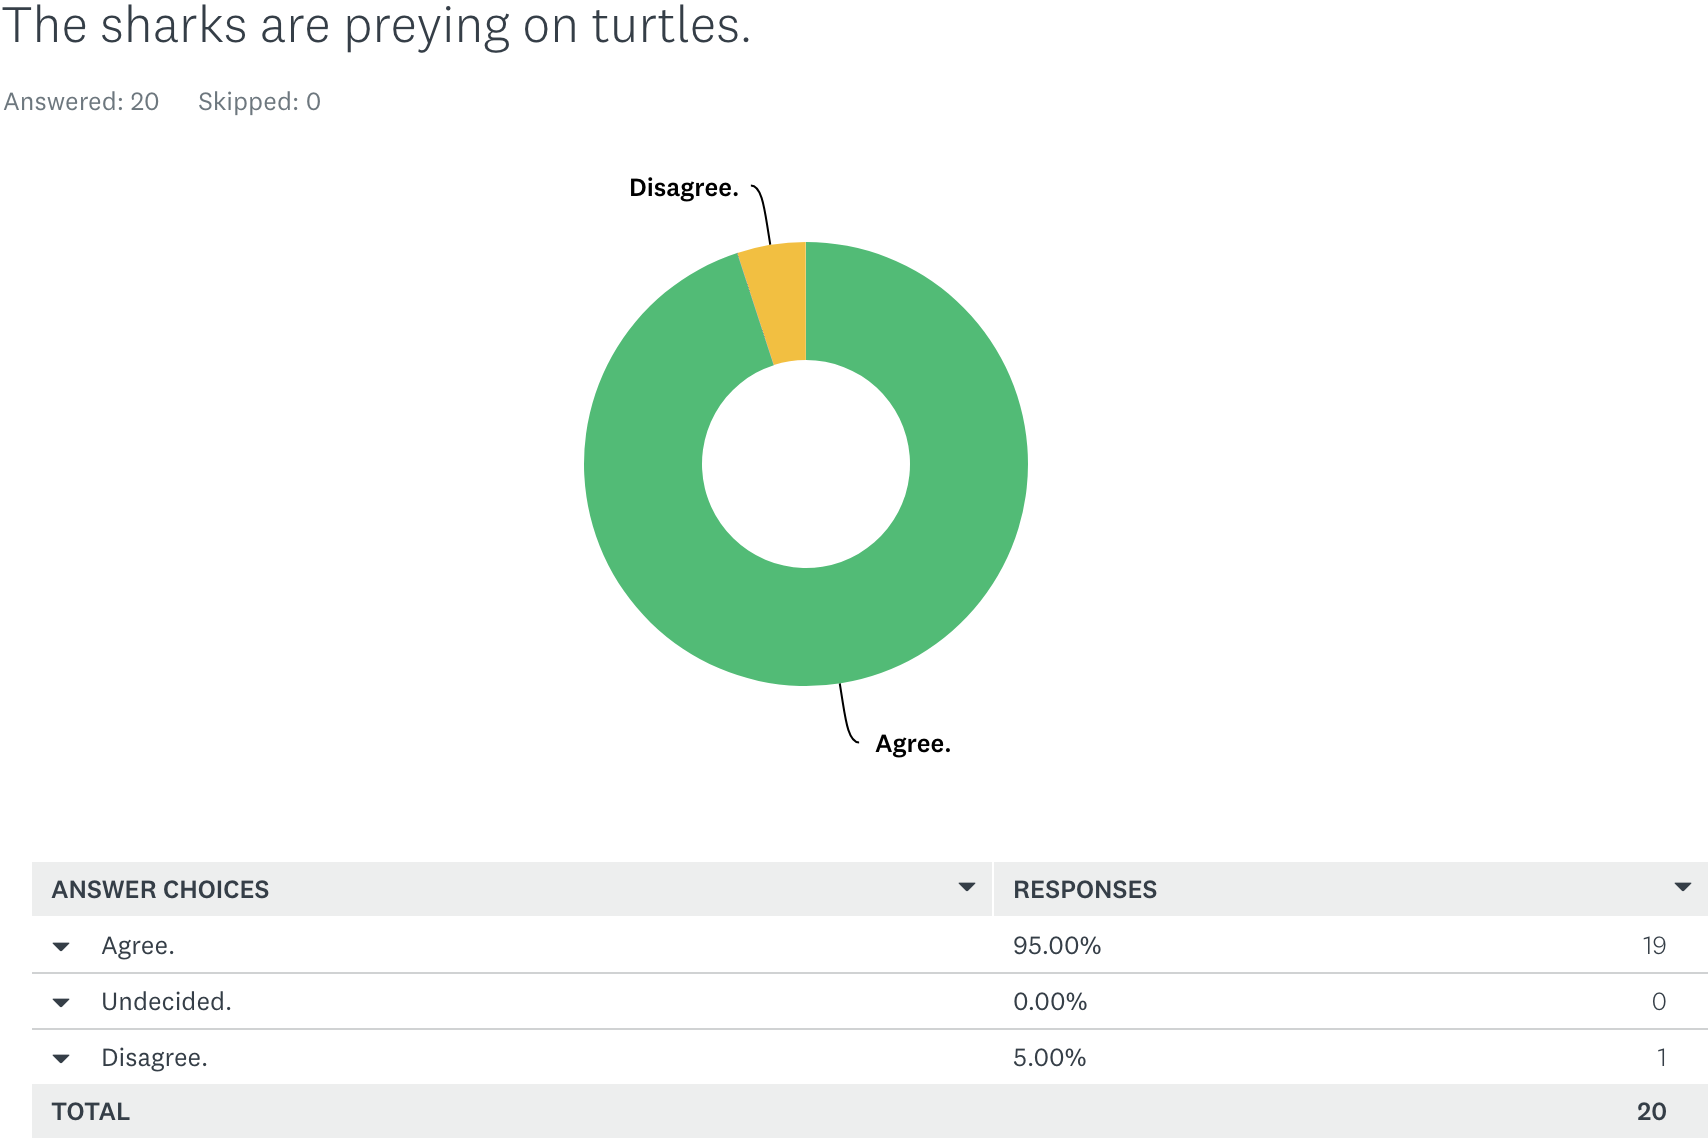 The sharks are preying on turtles.
Answered: 20 Skipped: 0
Disagree.
Agree.
ANSWER CHOICES RESPONSES
Agree. 95.00% 19
Undecided. 0.00% 0
Disagree. 5.00% 1
TOTAL 20